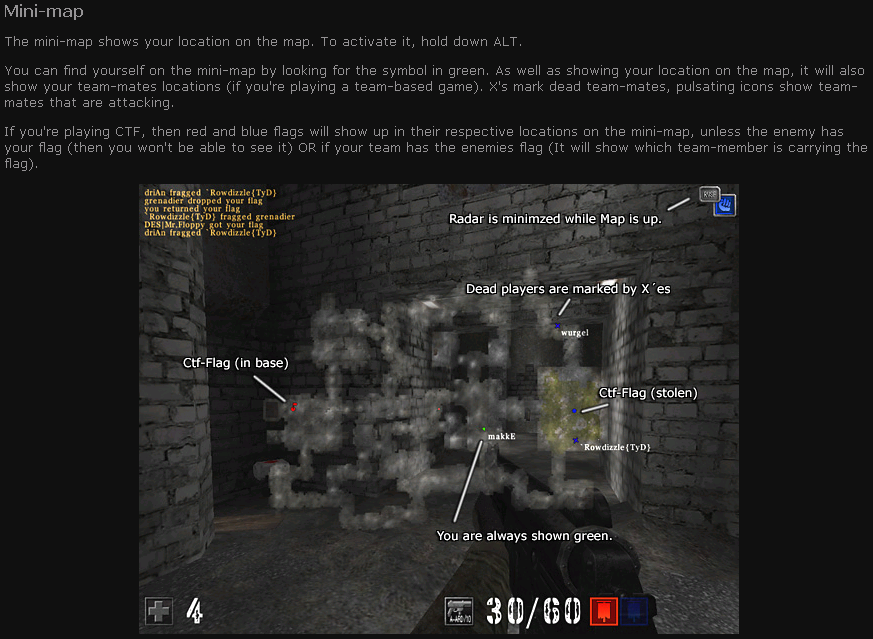 Mini-map
The mini-map shows your location on the map. To activate it, hold down ALT.
You can find yourself on the mini-map by looking for the symbol in green. As well as showing your location on the map, it will also
show your team-mates locations (if you're playing a team-based game). X's mark dead team-mates, pulsating icons show team-
mates that are attacking.
If you're playing CTF, then red and blue flags will show up in their respective locations on the mini-map, unless the enemy has
your flag (then you won't be able to see it) OR if your team has the enemies flag (It will show which team-member is carrying the
flag).
driAn fragged `Rowdizzle{TyD}
grenadier dropped your flag
you returned your flag
`Rowdizzle{TyD} fragged grenadier
DES|Mr.Floppy got your flag
driAn fragged `Rowdizzle{TyD}
Radar is minimzed while Map is up.
Dead players are marked by X´es
wurgel
Ctf-Flag (in base)
Ctf-Flag (stolen)
makkE
`Rowdizzle{TyD}
You are always shown green.
4
30/60